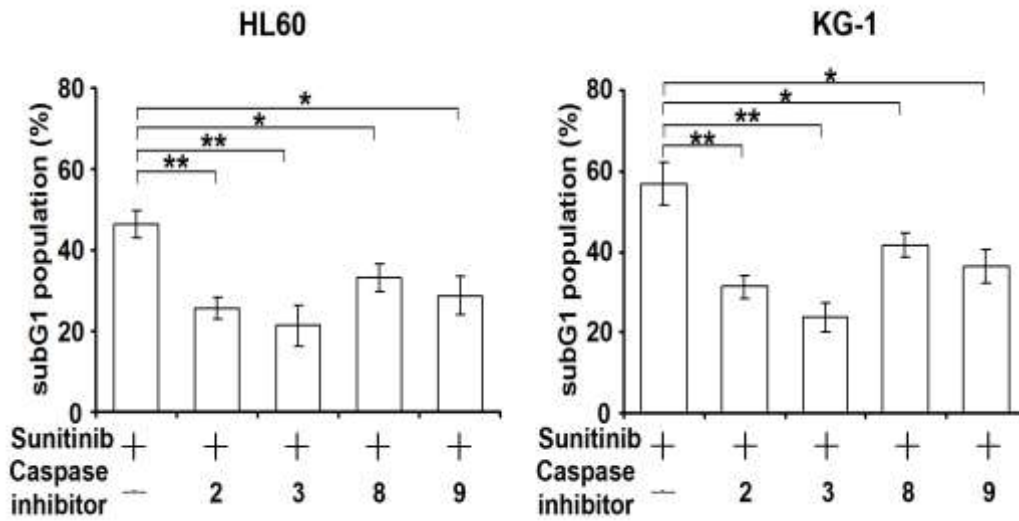 HL60
80
60
40
20
0
subG1 population (%)
*
*
**
**
Sunitinib + + + + +
Caspase
inhibitor – 2 3 8 9
KG-1
80
60
40
20
0
subG1 population (%)
*
*
**
**
Sunitinib + + + + +
Caspase
inhibitor – 2 3 8 9